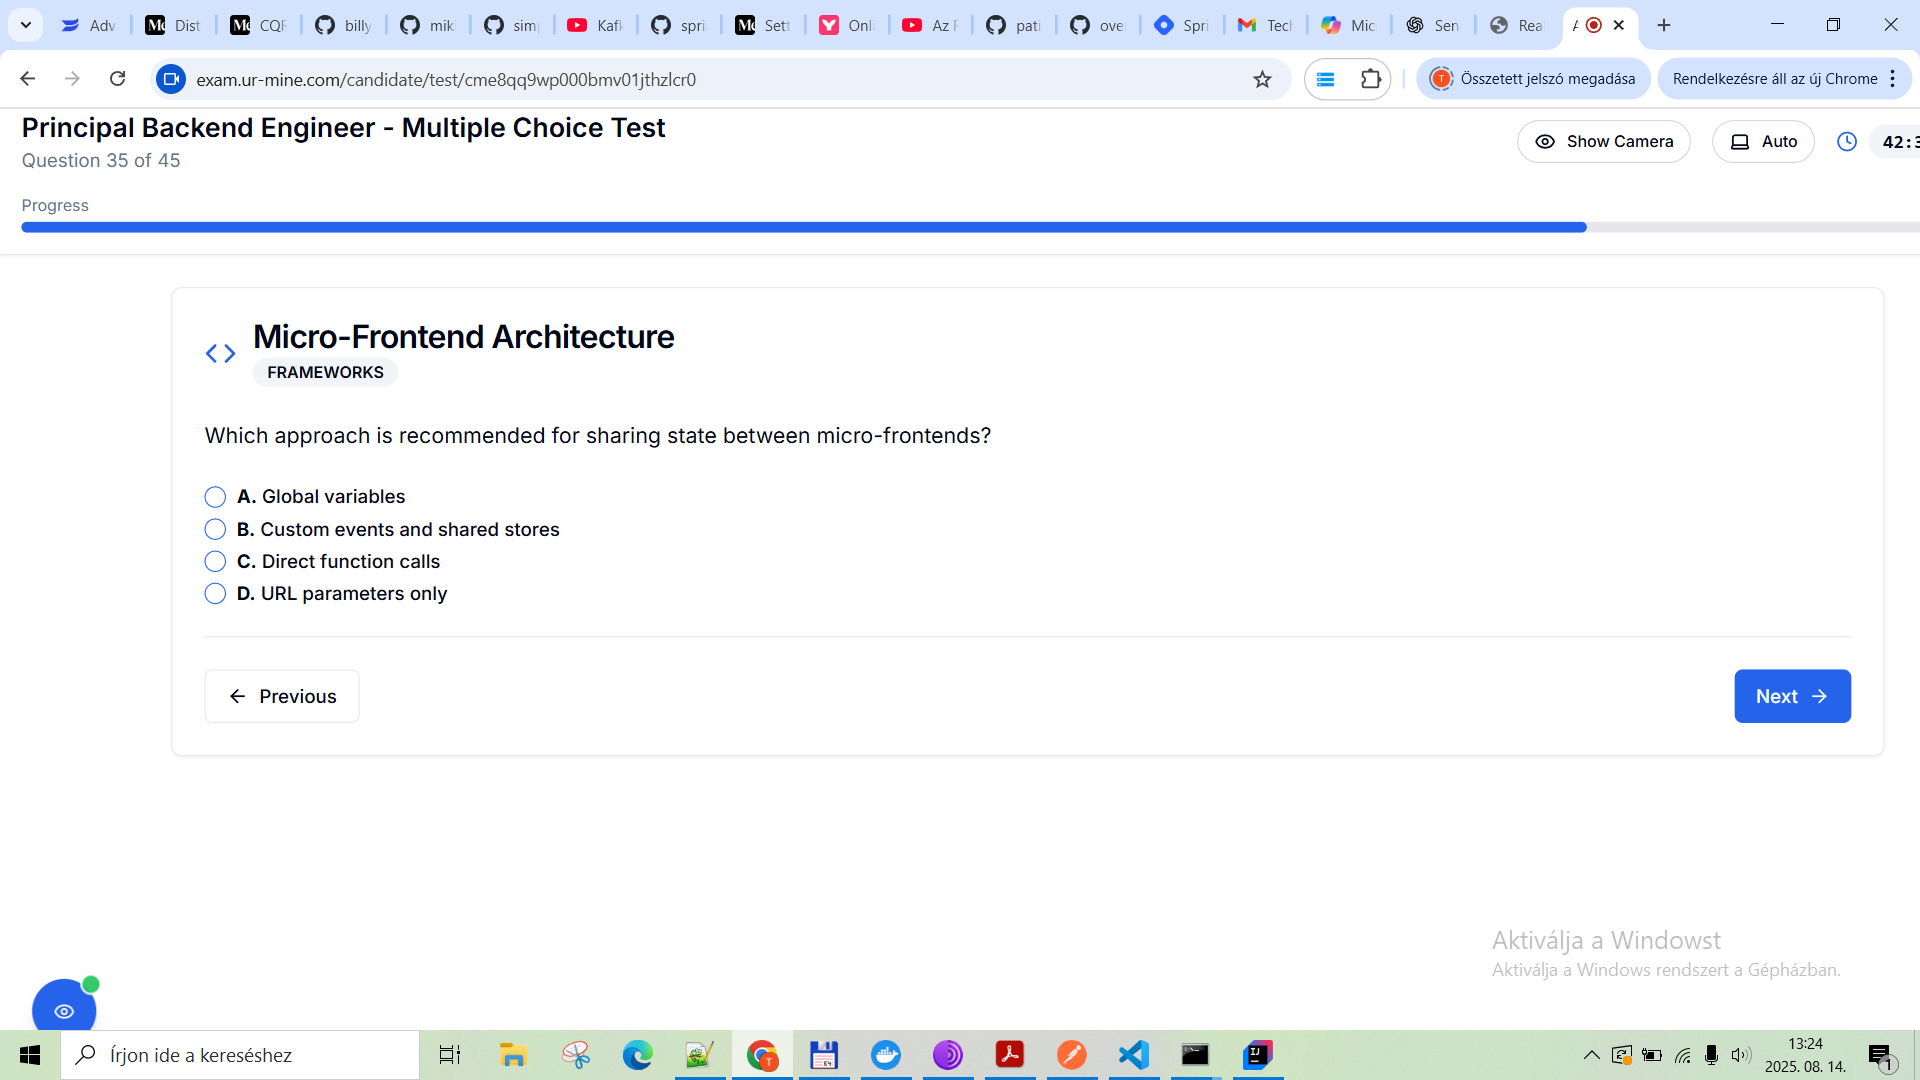 Adv
Dist
CQR
billy
mik
sim
Kafk
spri
Sett
Onli
Az F
pati
ove
Spri
Tech
Mic
Sen
Rea
exam.ur-mine.com/candidate/test/cme8qq9wp000bmv01jthzlcr0
Összetett jelszó megadása
Rendelkezésre áll az új Chrome
Principal Backend Engineer - Multiple Choice Test
Question 35 of 45
Show Camera
Auto
42:3
Progress
Micro-Frontend Architecture
FRAMEWORKS
Which approach is recommended for sharing state between micro-frontends?
A. Global variables
B. Custom events and shared stores
C. Direct function calls
D. URL parameters only
Previous
Next
Aktiválja a Windowst
Aktiválja a Windows rendszert a Gépházban.
Írjon ide a kereséshez
13:24
2025. 08. 14.
1